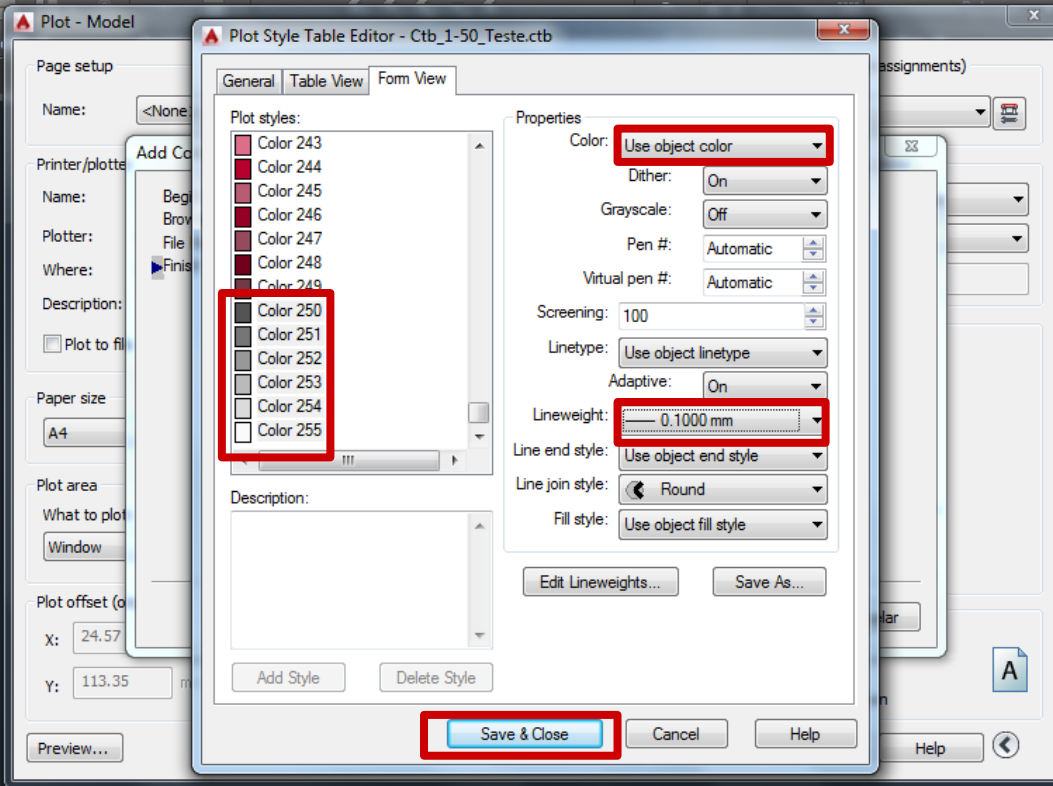 Plot - Model
Page setup
Name:
<None>
Printer/plotte
Name:
Plotter:
Where:
Description:
Plot to fil
Paper size
A4
Plot area
What to plot
Window
Plot offset (o
X: 24.57
Y: 113.35 m
Preview...
Add Co
Begi
Brow
File
Finis
Plot Style Table Editor - Ctb_1-50_Teste.ctb
General
Table View
Form View
Plot styles:
Color 243
Color 244
Color 245
Color 246
Color 247
Color 248
Color 249
Color 250
Color 251
Color 252
Color 253
Color 254
Color 255
Description:
Add Style
Delete Style
Properties
Color: Use object color
Dither: On
Grayscale: Off
Pen #: Automatic
Virtual pen #: Automatic
Screening: 100
Linetype: Use object linetype
Adaptive: On
Lineweight: 0.1000 mm
Line end style: Use object end style
Line join style: Round
Fill style: Use object fill style
Edit Lineweights...
Save As...
Save & Close
Cancel
Help
assignments)
lar
A
n
Help